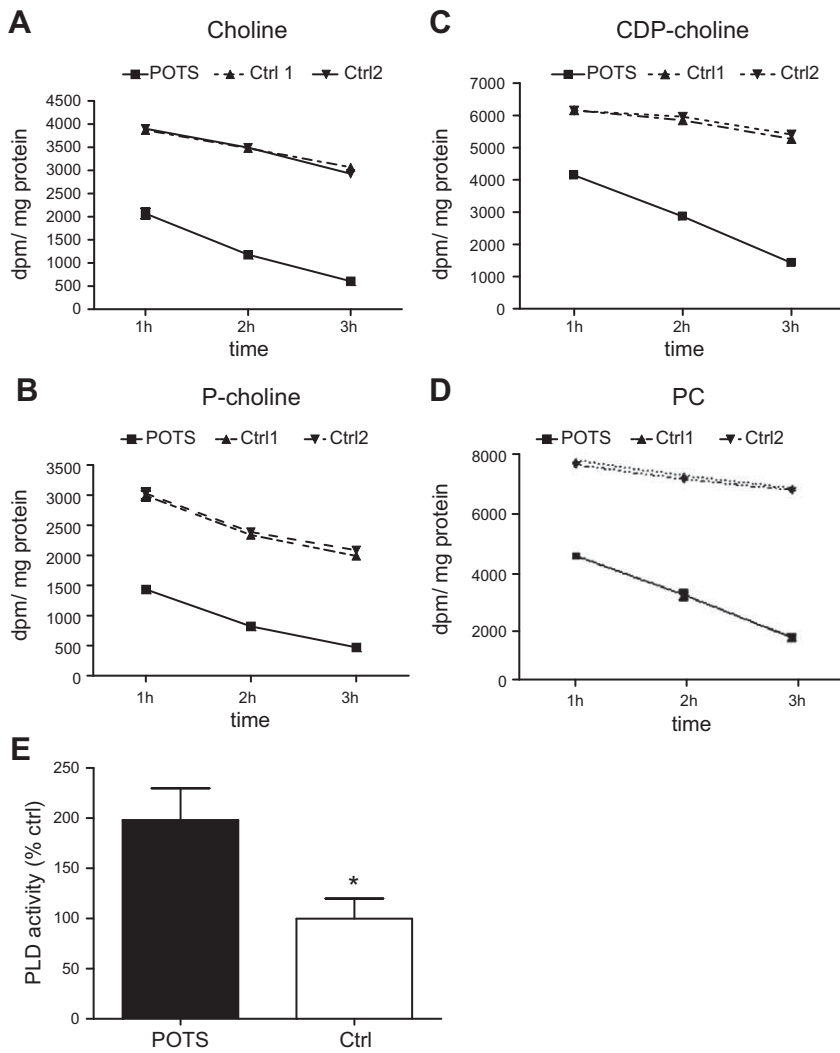 A
Choline
POTS Ctrl 1 Ctrl2
4500
4000
3500
3000
2500
2000
1500
1000
500
0
dpm/ mg protein
1h 2h 3h
time
C
CDP-choline
POTS Ctrl1 Ctrl2
7000
6000
5000
4000
3000
2000
1000
0
dpm/ mg protein
1h 2h 3h
time
B
P-choline
POTS Ctrl1 Ctrl2
3500
3000
2500
2000
1500
1000
500
0
dpm/ mg protein
1h 2h 3h
time
D
PC
POTS Ctrl1 Ctrl2
8000
6000
4000
2000
0
dpm/ mg protein
1h 2h 3h
time
E
250
200
150
100
50
0
PLD activity (% ctrl)
*
POTS Ctrl